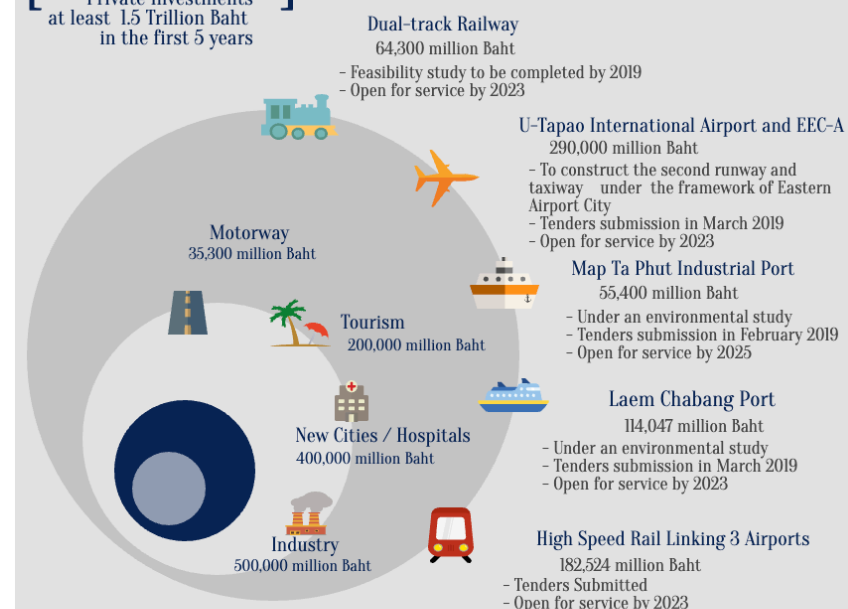 [ Private Investments ]
at least 1.5 Trillion Baht
in the first 5 years
Dual-track Railway
64,300 million Baht
- Feasibility study to be completed by 2019
- Open for service by 2023
U-Tapao International Airport and EEC-A
290,000 million Baht
- To construct the second runway and
taxiway under the framework of Eastern
Airport City
- Tenders submission in March 2019
- Open for service by 2023
Motorway
35,300 million Baht
Map Ta Phut Industrial Port
55,400 million Baht
- Under an environmental study
- Tenders submission in February 2019
- Open for service by 2025
Tourism
200,000 million Baht
Laem Chabang Port
114,047 million Baht
- Under an environmental study
- Tenders submission in March 2019
- Open for service by 2023
New Cities / Hospitals
400,000 million Baht
Industry
500,000 million Baht
High Speed Rail Linking 3 Airports
182,524 million Baht
- Tenders Submitted
- Open for service by 2023